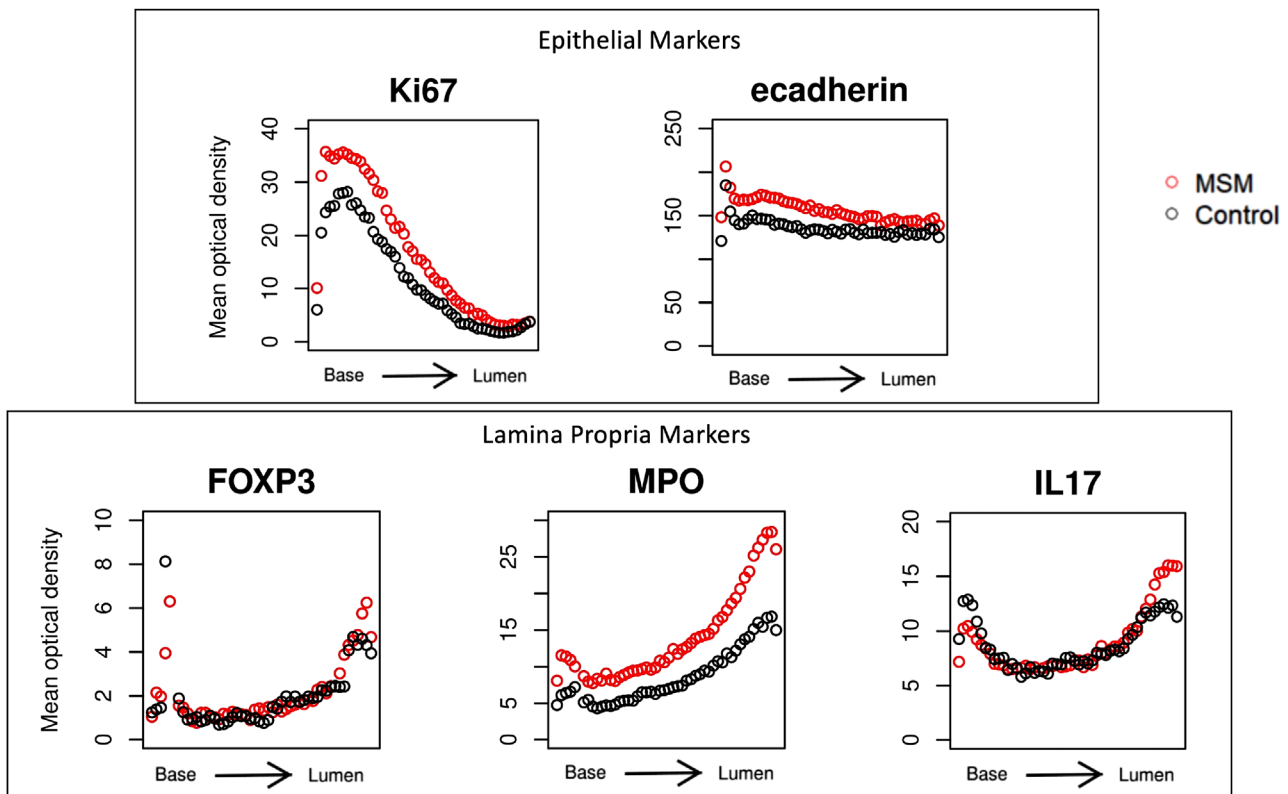 Epithelial Markers
Ki67
ecadherin
Mean optical density
0 10 20 30 40
0 50 150 250
Base Lumen
Base Lumen
MSM
Control
Lamina Propria Markers
FOXP3
MPO
IL17
Mean optical density
0 2 4 6 8 10
0 5 15 25
0 5 10 15 20
Base Lumen
Base Lumen
Base Lumen